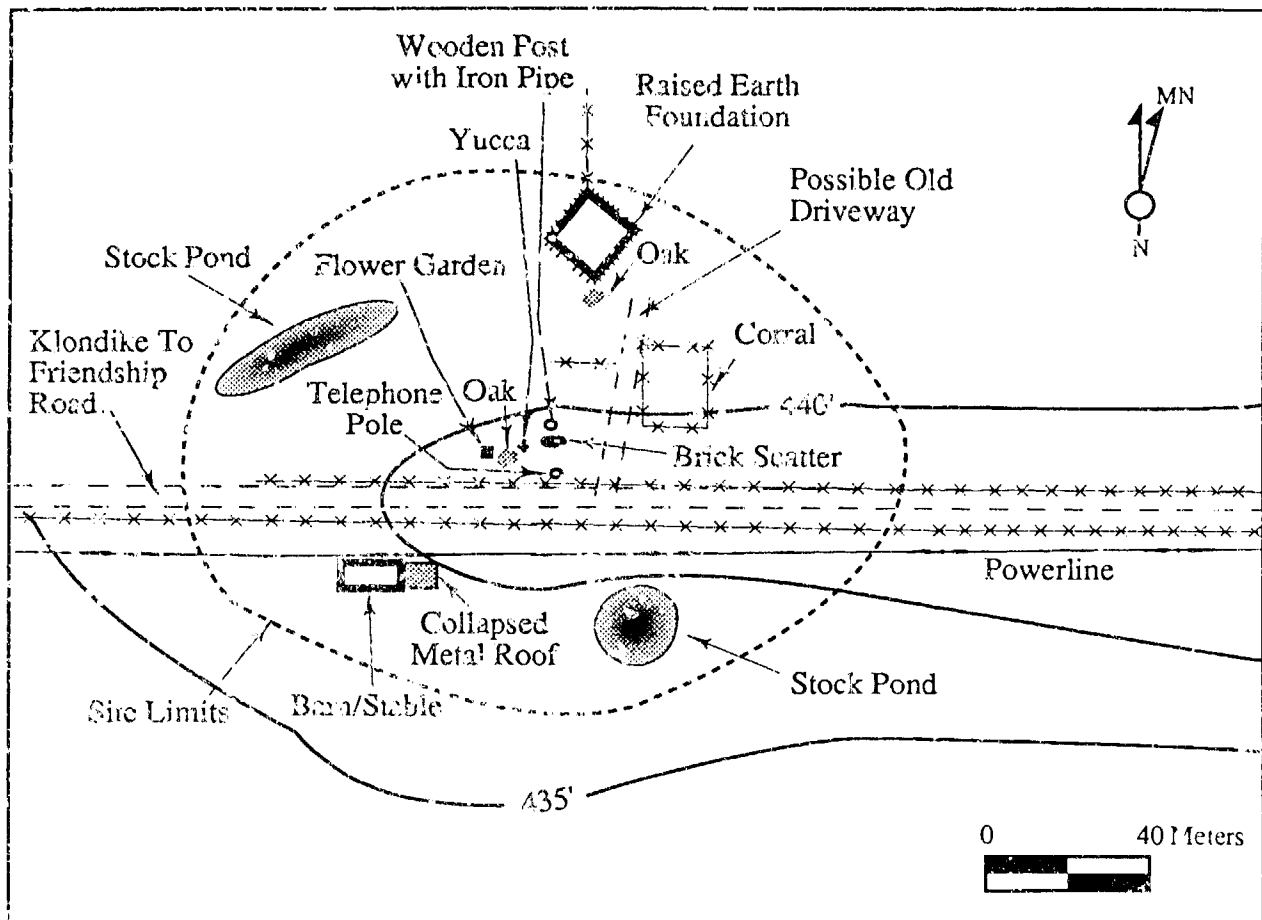 Wooden Post
with Iron Pipe
Raised Earth
Foundation
MN
Yucca
Possible Old
Driveway
N
Stock Pond
Flower Garden
Oak
Klondike To
Friendship
Road
Corral
Telephone
Pole
Oak
440'
Brick Scatter
Powerline
Collapsed
Metal Roof
Stock Pond
Site Limits
Barn/Stable
435'
0
40 Meters